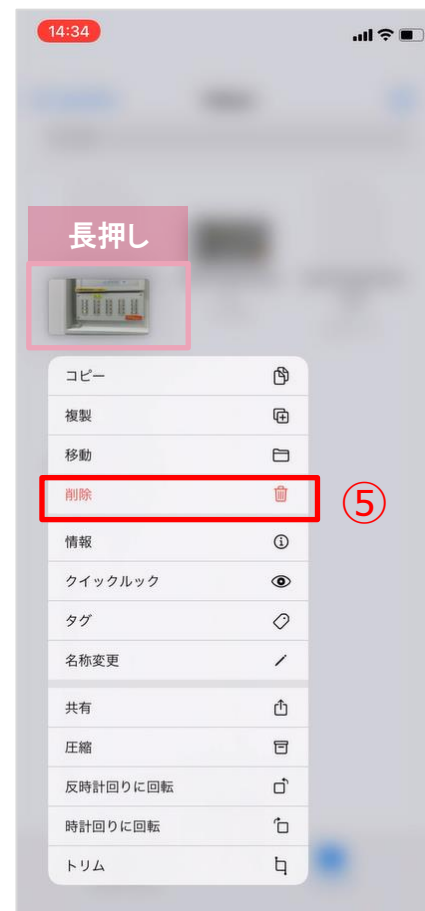 14:34
長押し
コピー
複製
移動
削除
⑤
情報
クイックルック
タグ
名称変更
共有
圧縮
反時計回りに回転
時計回りに回転
トリム